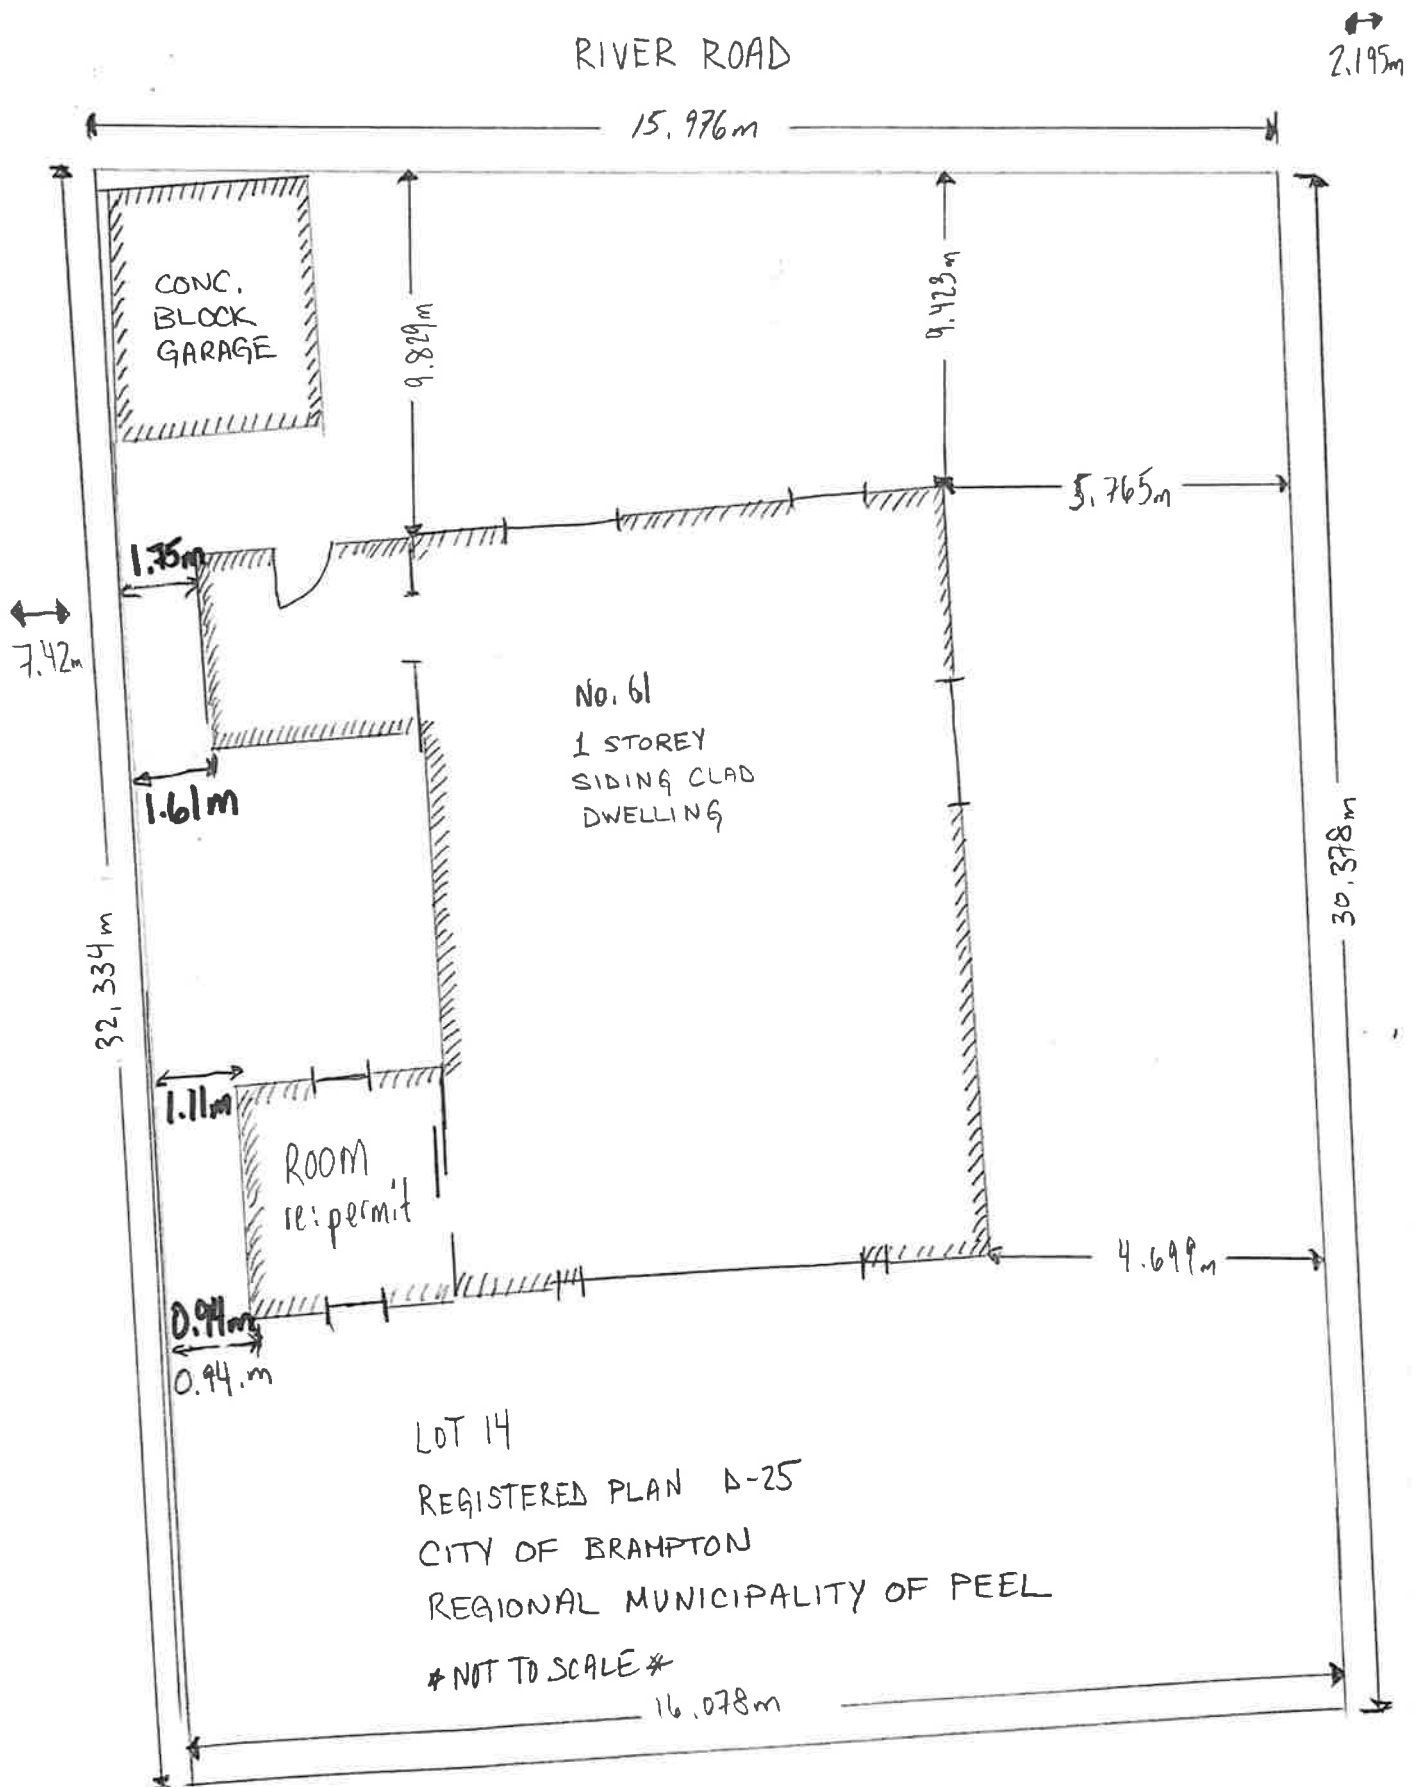 RIVER ROAD
2.195m
15.976m
CONC.
BLOCK
GARAGE
9.829m
9.423m
5.765m
1.75m
7.42m
No. 61
1 STOREY
SIDING CLAD
DWELLING
1.61m
32.334m
30.378m
1.11m
ROOM
re: permit
4.699m
0.94m
0.94.m
LOT 14
REGISTERED PLAN D-25
CITY OF BRAMPTON
REGIONAL MUNICIPALITY OF PEEL
*NOT TO SCALE*
16.078m